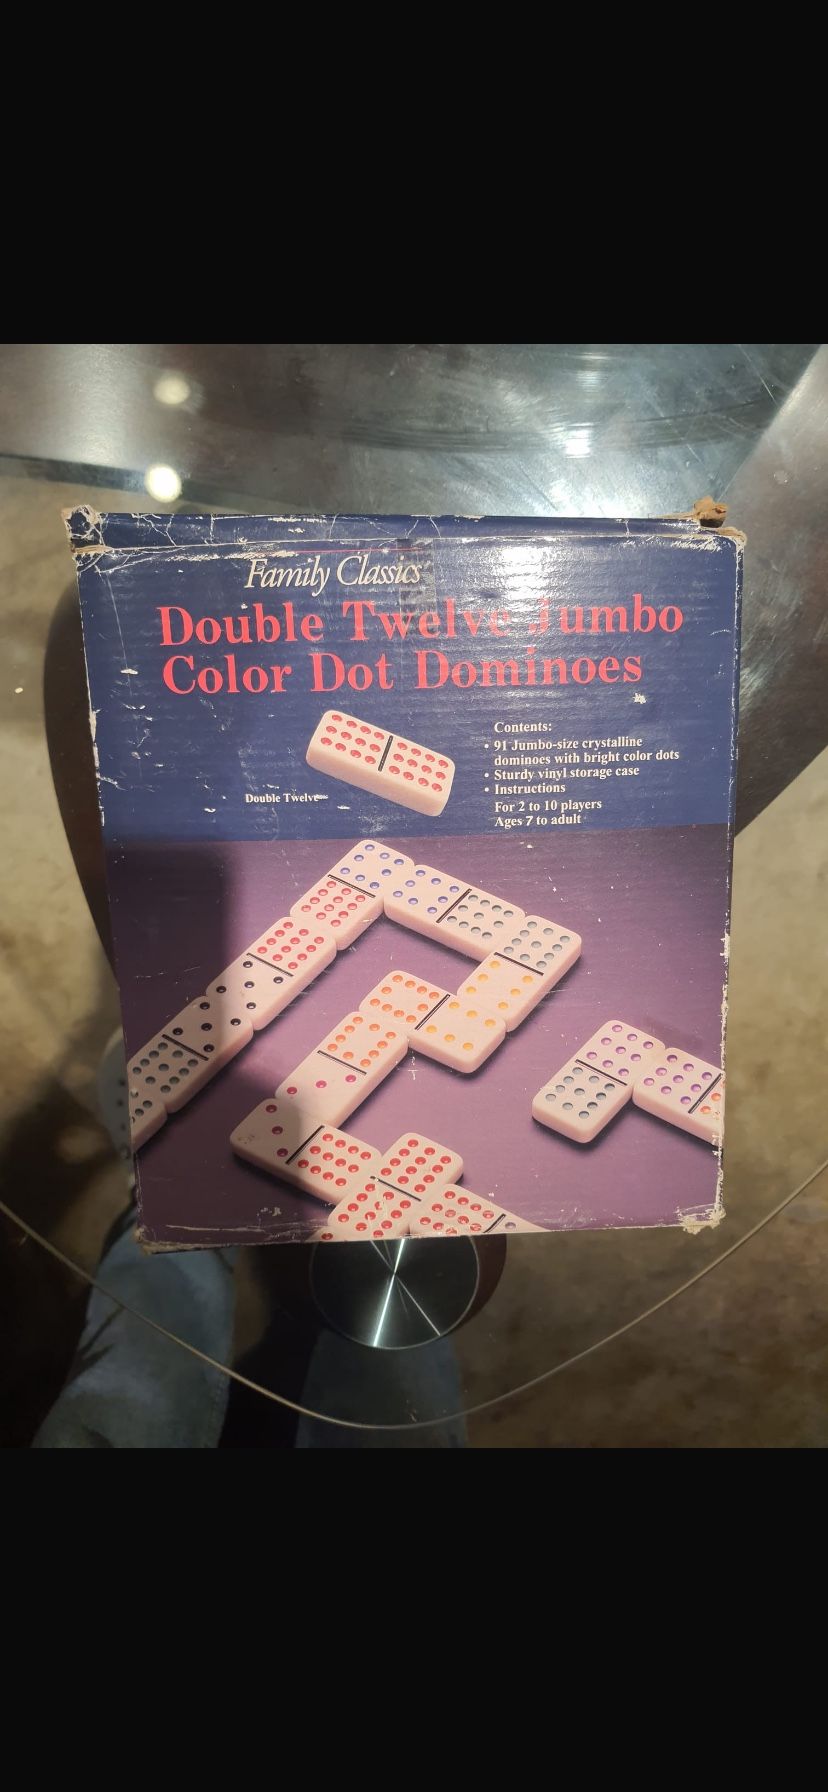 Family Classics
Double Twelve Jumbo
Color Dot Dominoes
Contents:
• 91 Jumbo-size crystalline
dominoes with bright color dots
• Sturdy vinyl storage case
• Instructions
For 2 to 10 players
Ages 7 to adult
Double Twelve